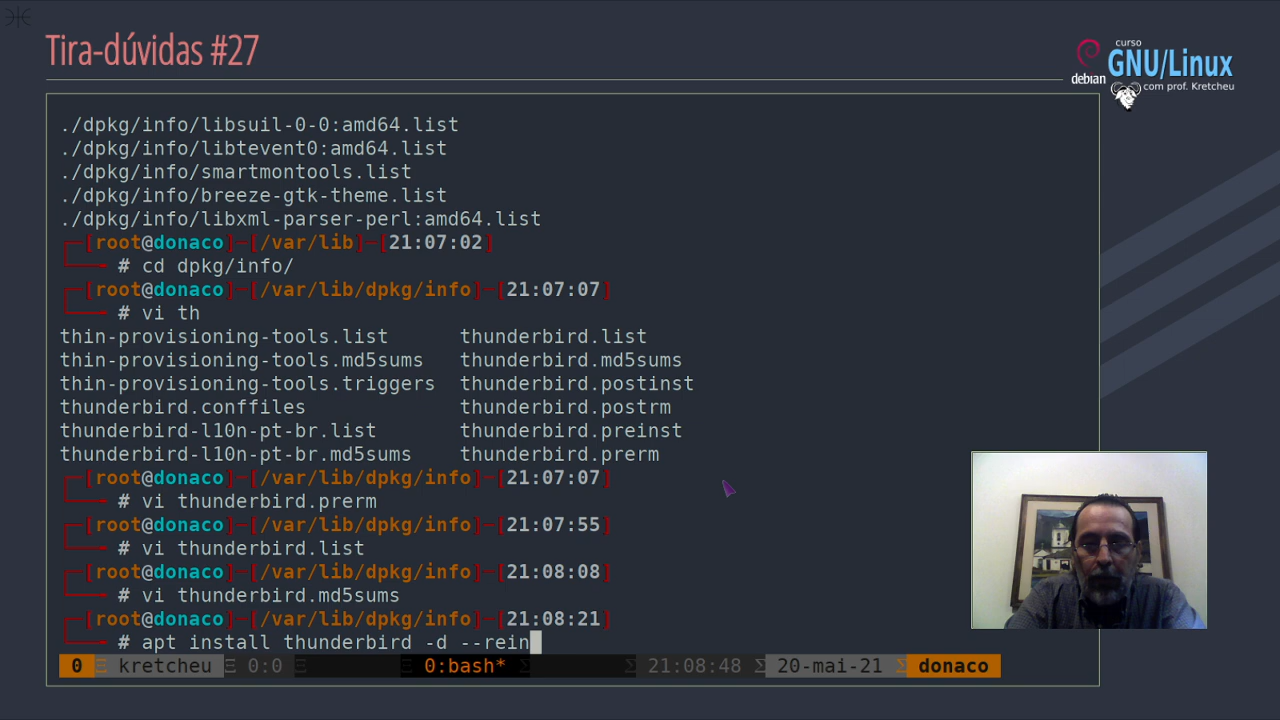 Tira-dúvidas #27
curso
GNU/Linux
debian
com prof. Kretcheu
./dpkg/info/libsuil-0-0:amd64.list
./dpkg/info/libtevent0:amd64.list
./dpkg/info/smartmontools.list
./dpkg/info/breeze-gtk-theme.list
./dpkg/info/libxml-parser-perl:amd64.list
┌─[root@donaco]─[/var/lib]─[21:07:02]
└─── # cd dpkg/info/
┌─[root@donaco]─[/var/lib/dpkg/info]─[21:07:07]
└─── # vi th
thin-provisioning-tools.list thunderbird.list
thin-provisioning-tools.md5sums thunderbird.md5sums
thin-provisioning-tools.triggers thunderbird.postinst
thunderbird.conffiles thunderbird.postrm
thunderbird-l10n-pt-br.list thunderbird.preinst
thunderbird-l10n-pt-br.md5sums thunderbird.prerm
┌─[root@donaco]─[/var/lib/dpkg/info]─[21:07:07]
└─── # vi thunderbird.prerm
┌─[root@donaco]─[/var/lib/dpkg/info]─[21:07:55]
└─── # vi thunderbird.list
┌─[root@donaco]─[/var/lib/dpkg/info]─[21:08:08]
└─── # vi thunderbird.md5sums
┌─[root@donaco]─[/var/lib/dpkg/info]─[21:08:21]
└─── # apt install thunderbird -d --rein
0 Ξ kretcheu Ξ 0:0 Ξ 0:bash* Σ 21:08:48 Σ 20-mai-21 Σ donaco